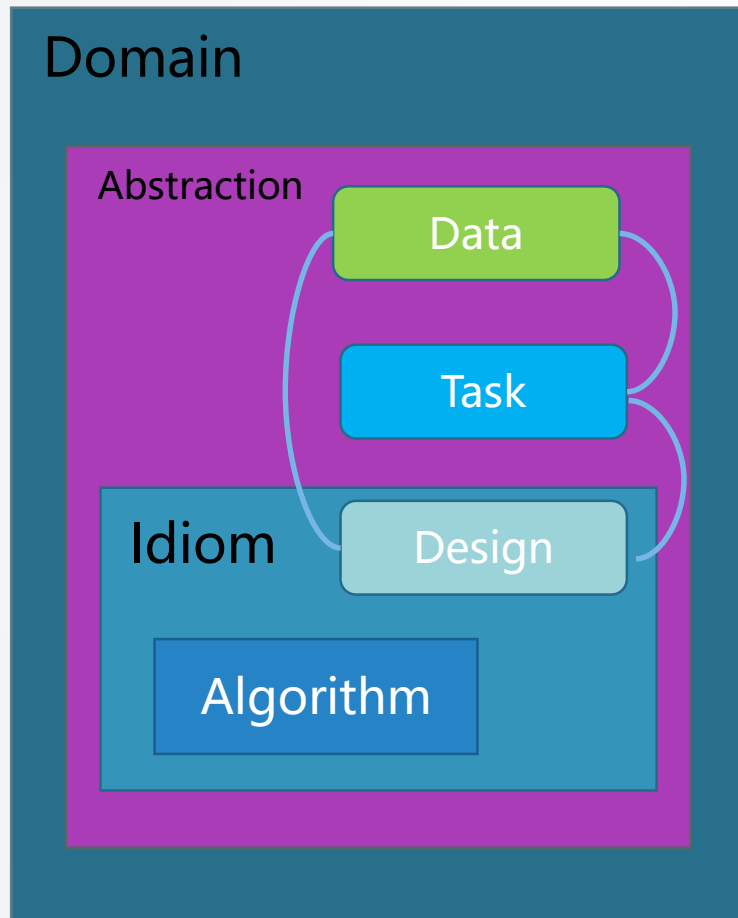 Domain
Abstraction
Data
Task
Idiom
Design
Algorithm